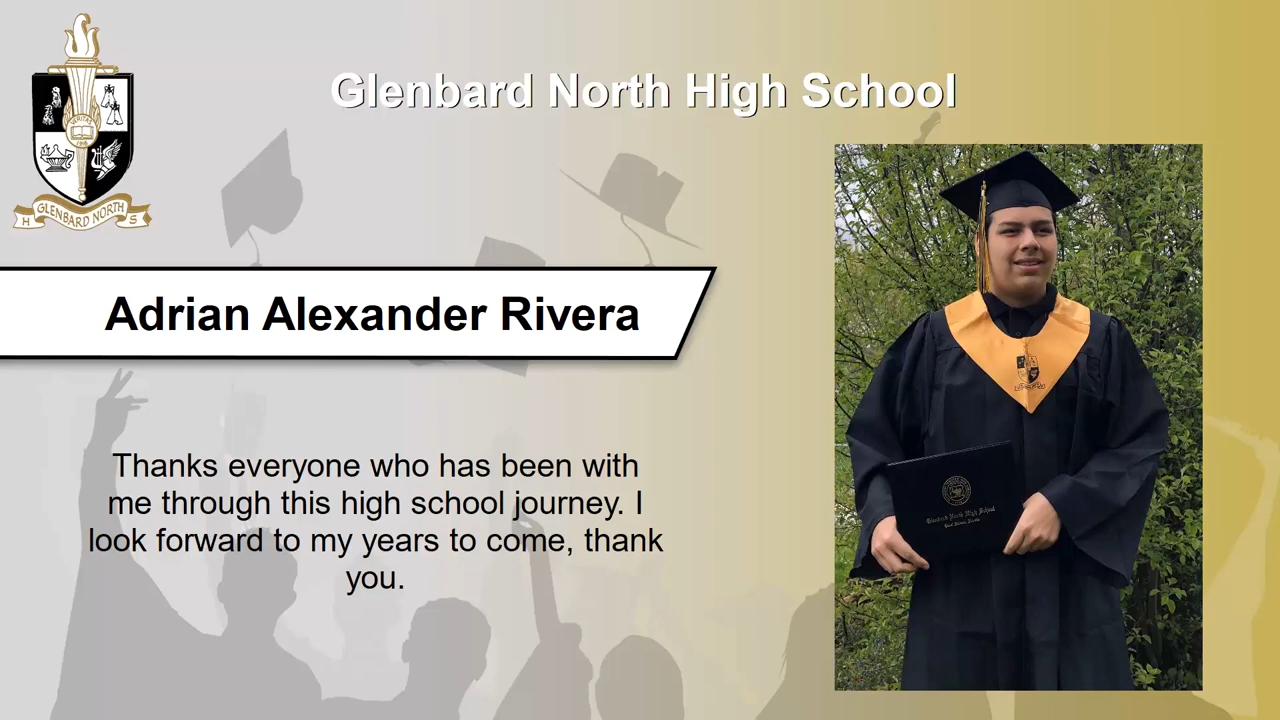 Glenbard North High School
VERITAS
GLENBARD NORTH
H S
Adrian Alexander Rivera
Thanks everyone who has been with
me through this high school journey. I
look forward to my years to come, thank
you.
Glenbard North High School